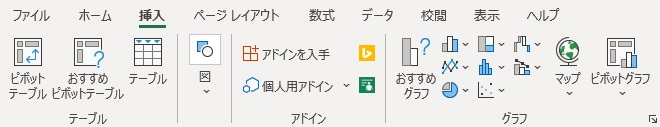 ファイル ホーム 挿入 ページ レイアウト 数式 データ 校閲 表示 ヘルプ
ピボット
テーブル
おすすめ
ピボットテーブル
テーブル
テーブル
図
アドインを入手
個人用アドイン
アドイン
おすすめ
グラフ
マップ
ピボットグラフ
グラフ